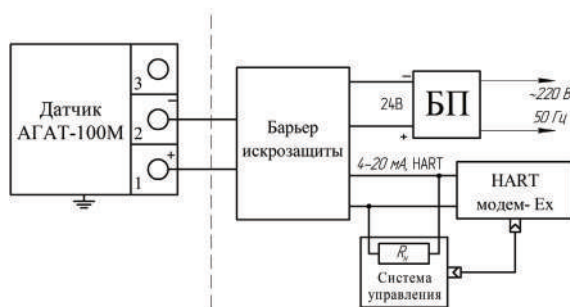 Датчик
АГАТ-100М
3
2
−
1
+
Барьер
искрозащиты
−
24В
+
БП
~220 В
50 Гц
4-20 мА, HART
HART
модем- Ex
Rн
Система
управления